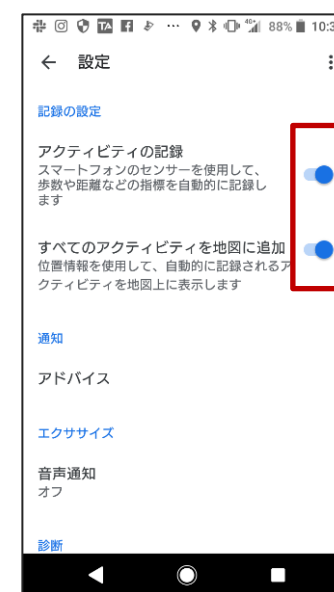 88% 10:3
設定
記録の設定
アクティビティの記録
スマートフォンのセンサーを使用して、
歩数や距離などの指標を自動的に記録し
ます
すべてのアクティビティを地図に追加
位置情報を使用して、自動的に記録されるア
クティビティを地図上に表示します
通知
アドバイス
エクササイズ
音声通知
オフ
診断